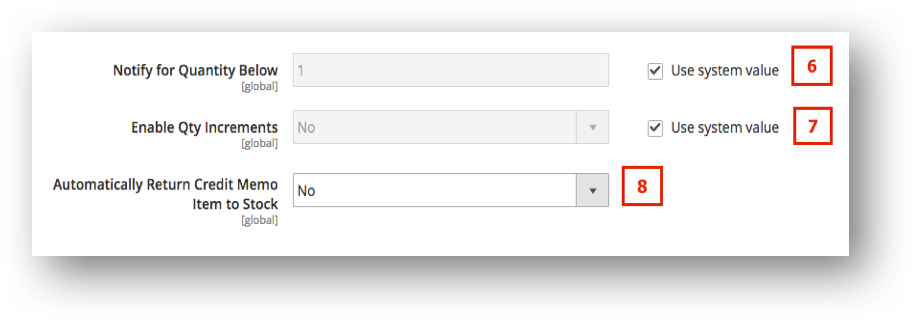 Notify for Quantity Below 1 Use system value 6
[global]
Enable Qty Increments No Use system value 7
[global]
Automatically Return Credit Memo No 8
Item to Stock
[global]